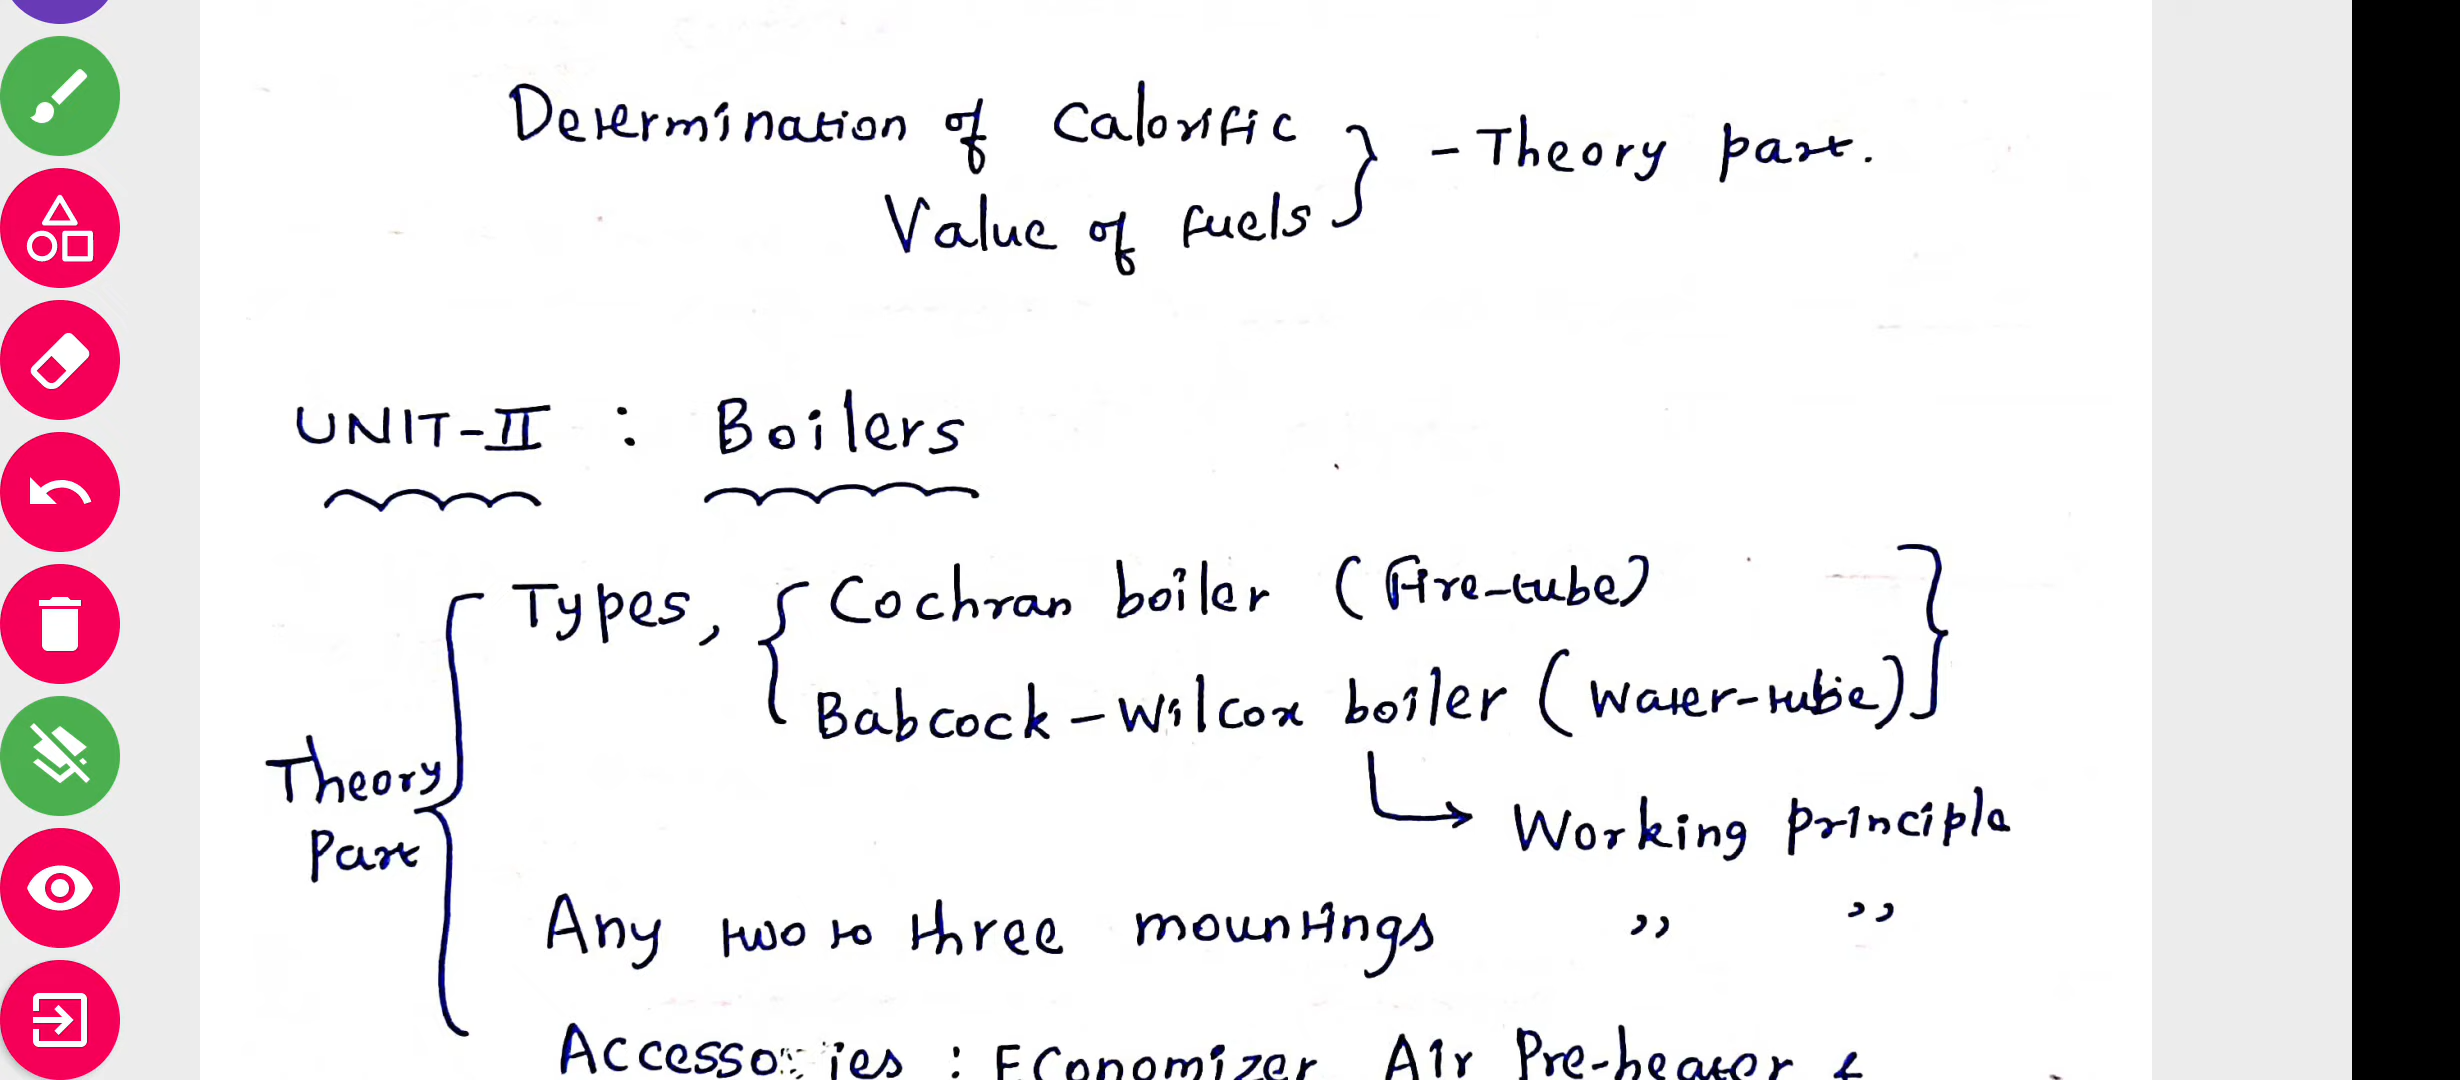 Determination of Calorific } - Theory part.
Value of fuels
UNIT-II : Boilers
Types, { Cochran boiler (Fire-tube) }
Babcock-Wilcox boiler (Water-tube)
Theory Part
→ Working principle
Any two to three mountings ,, ,,
Accessories : Economizer Air Pre-heater &